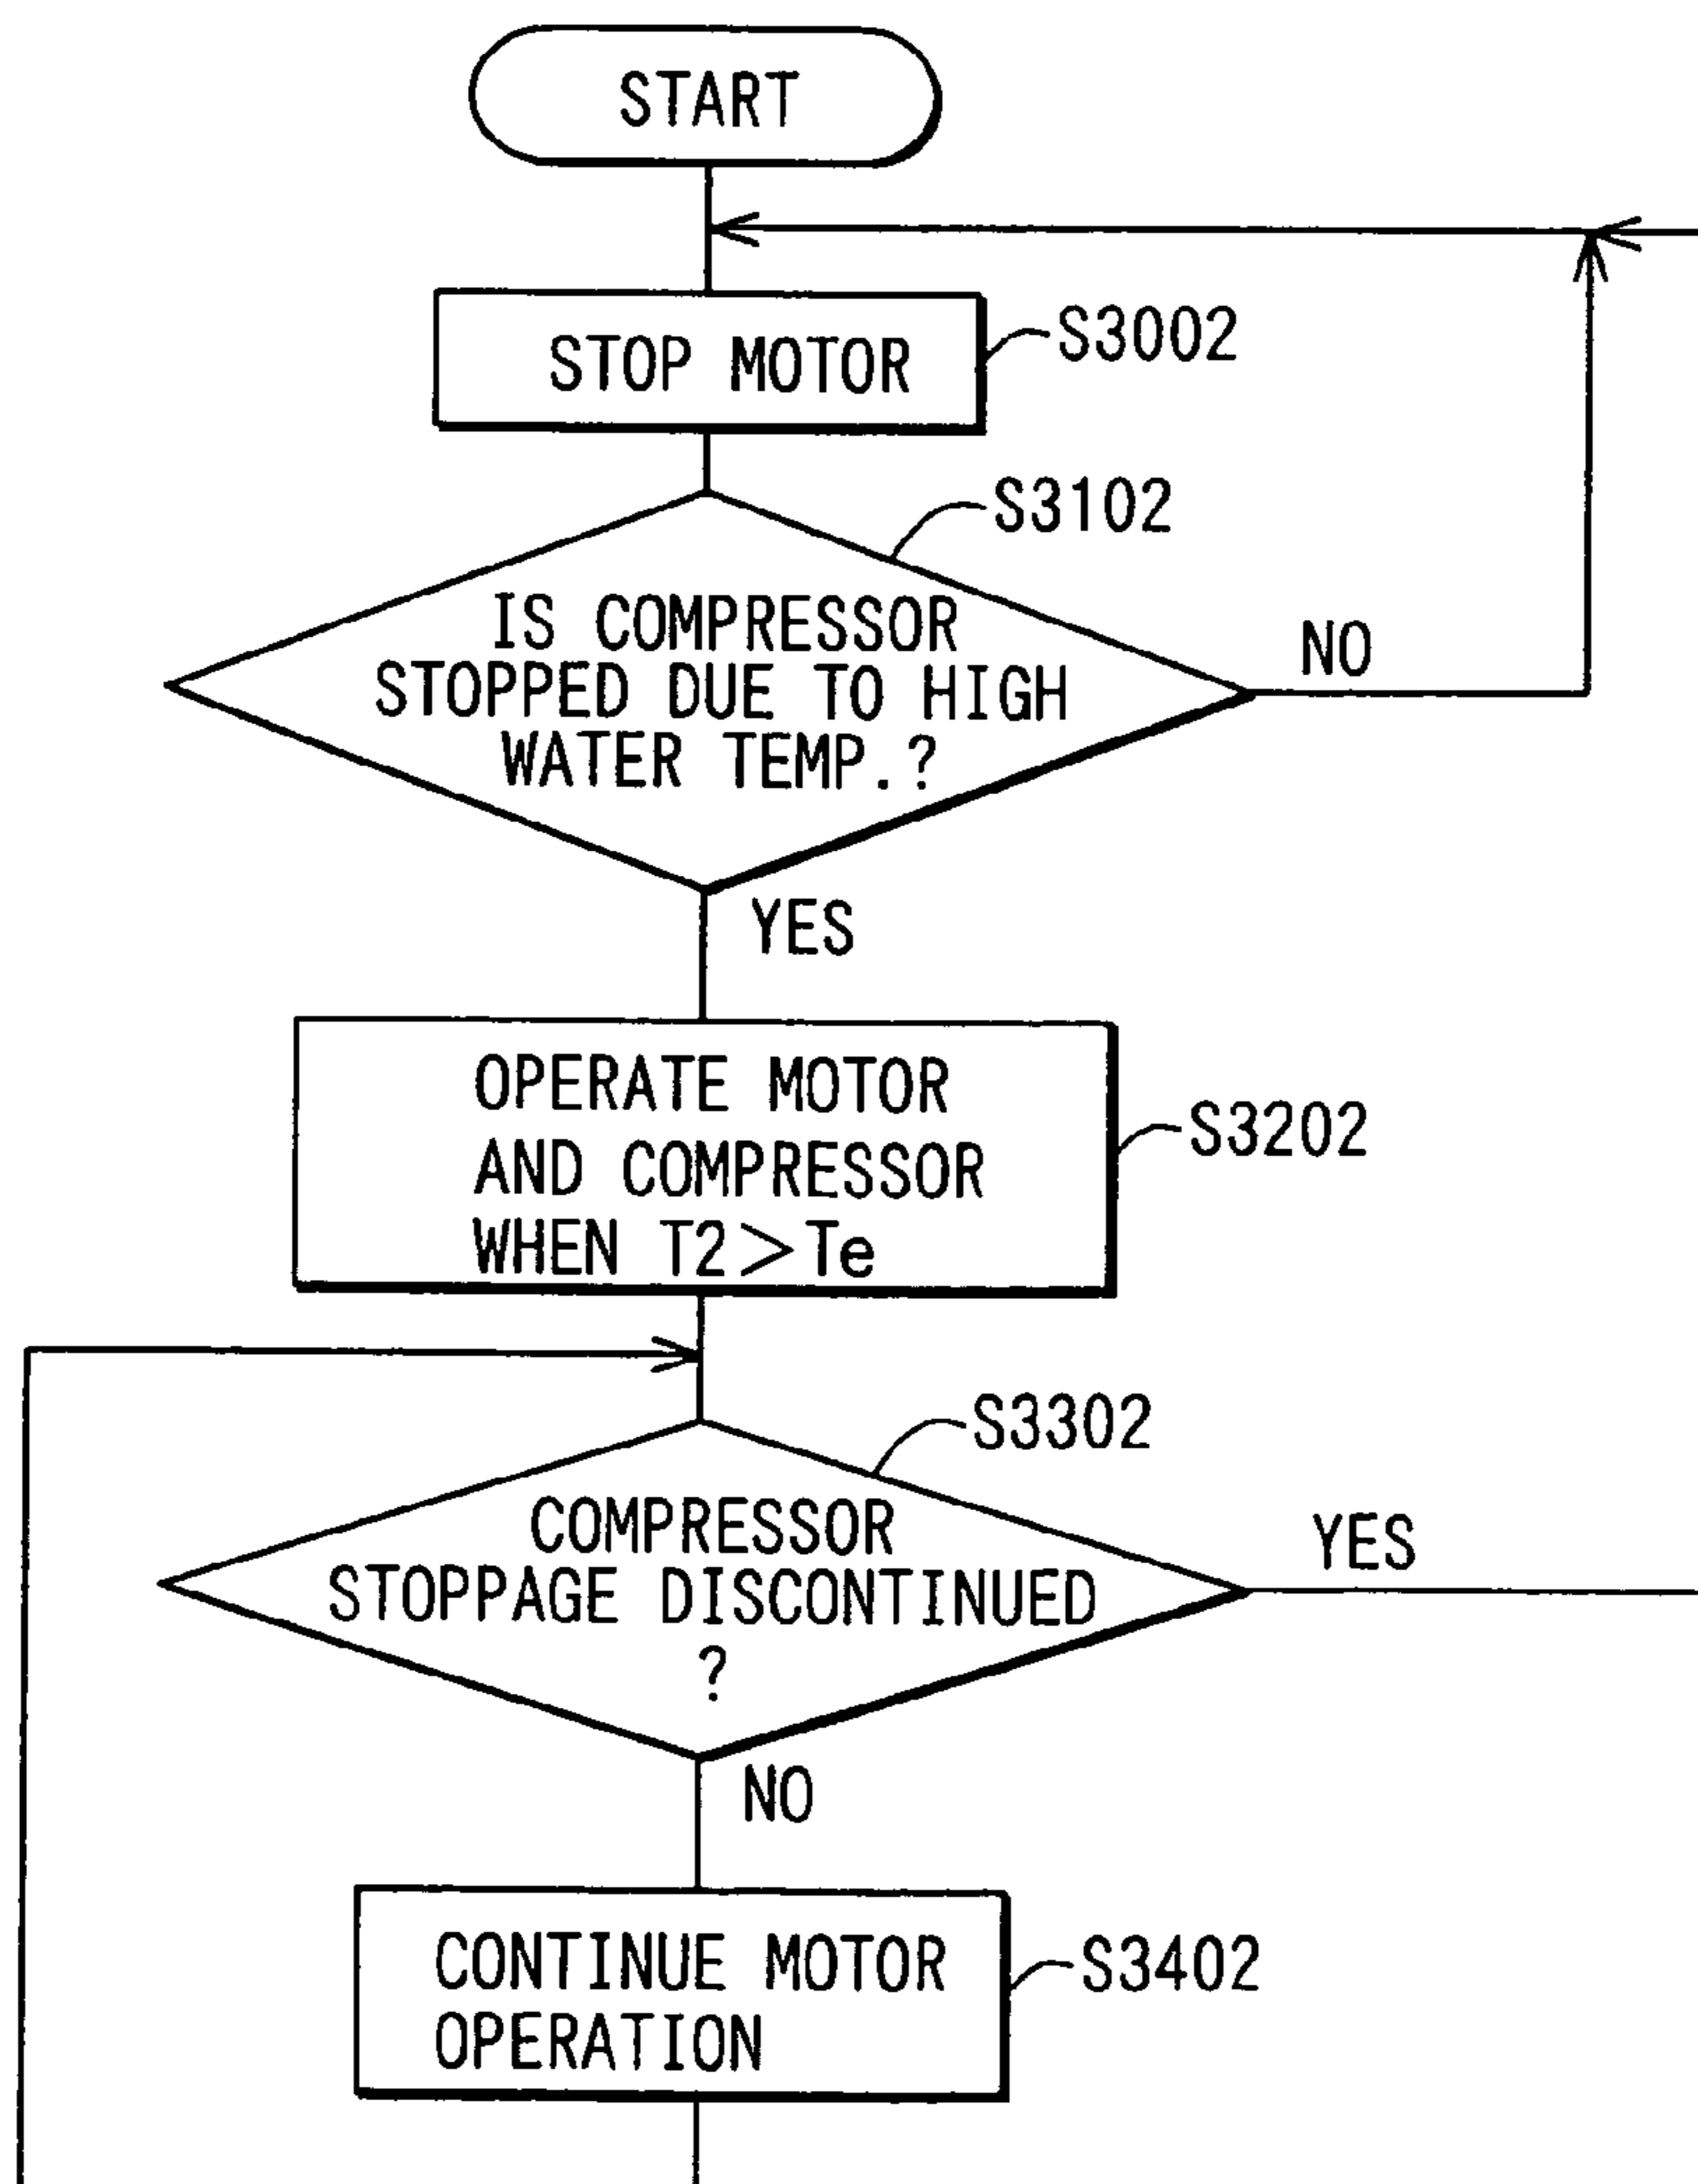 START
STOP MOTOR
S3002
S3102
IS COMPRESSOR
STOPPED DUE TO HIGH
WATER TEMP.?
NO
YES
OPERATE MOTOR
AND COMPRESSOR
WHEN T2>Te
S3202
S3302
COMPRESSOR
STOPPAGE DISCONTINUED
?
YES
NO
CONTINUE MOTOR
OPERATION
S3402